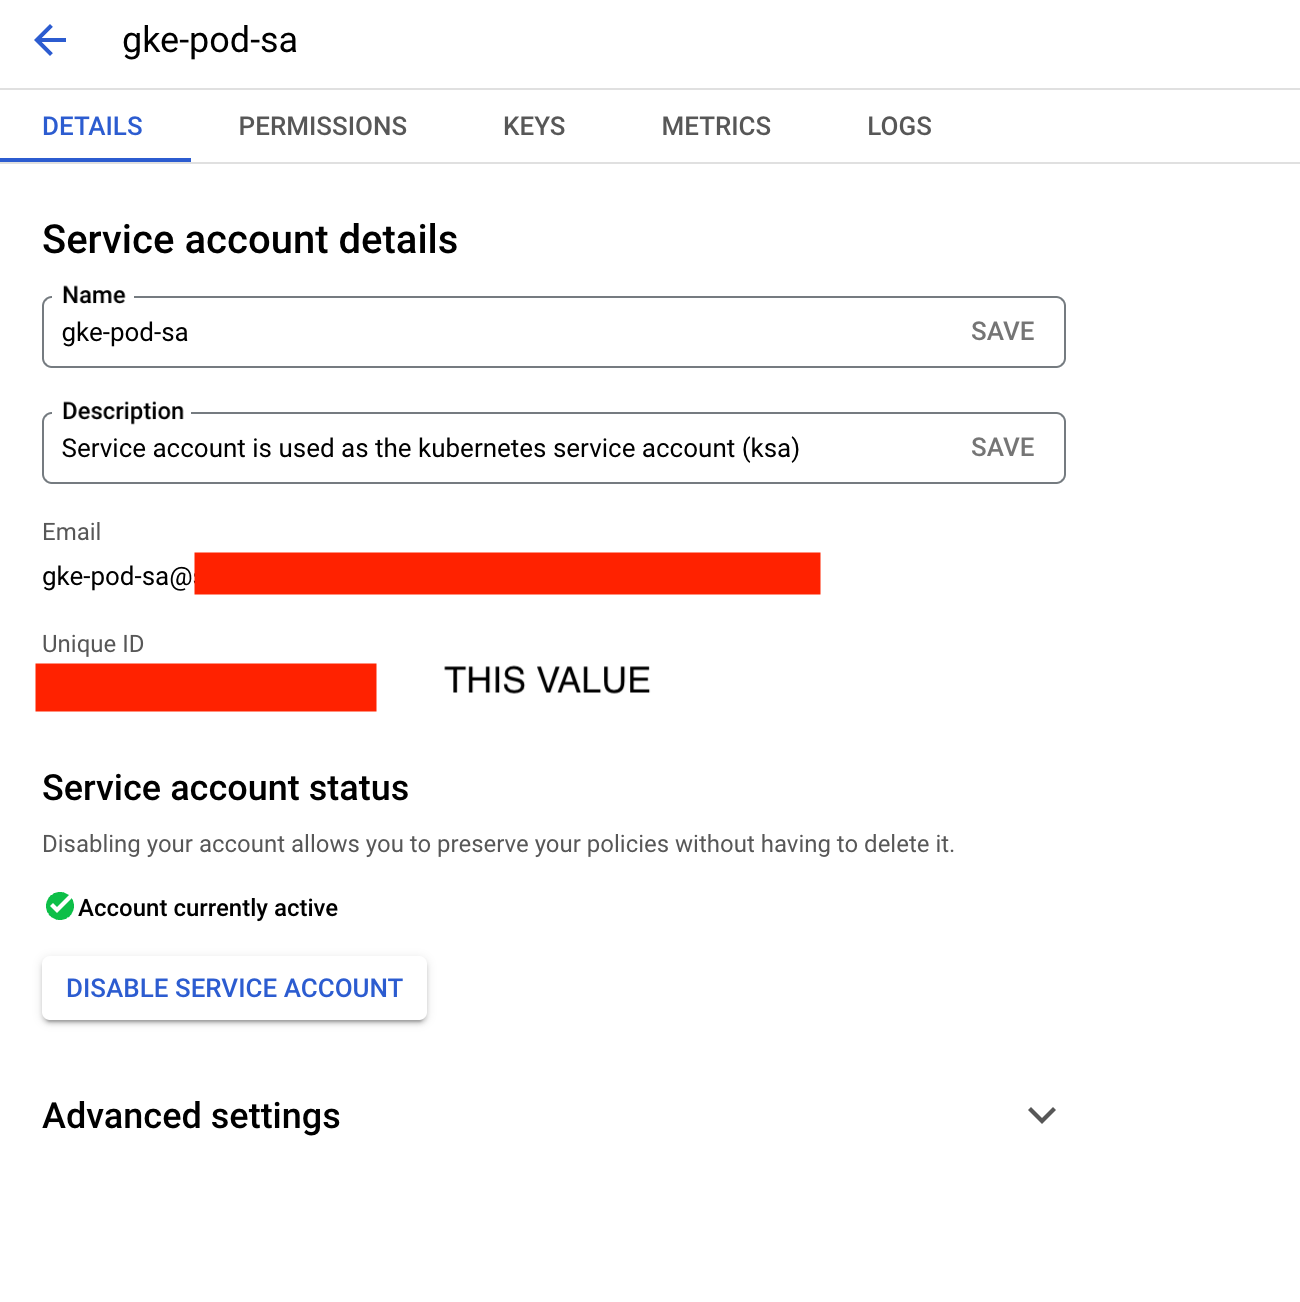 gke-pod-sa
DETAILS PERMISSIONS KEYS METRICS LOGS
Service account details
Name
gke-pod-sa SAVE
Description
Service account is used as the kubernetes service account (ksa) SAVE
Email
gke-pod-sa@
Unique ID
THIS VALUE
Service account status
Disabling your account allows you to preserve your policies without having to delete it.
Account currently active
DISABLE SERVICE ACCOUNT
Advanced settings